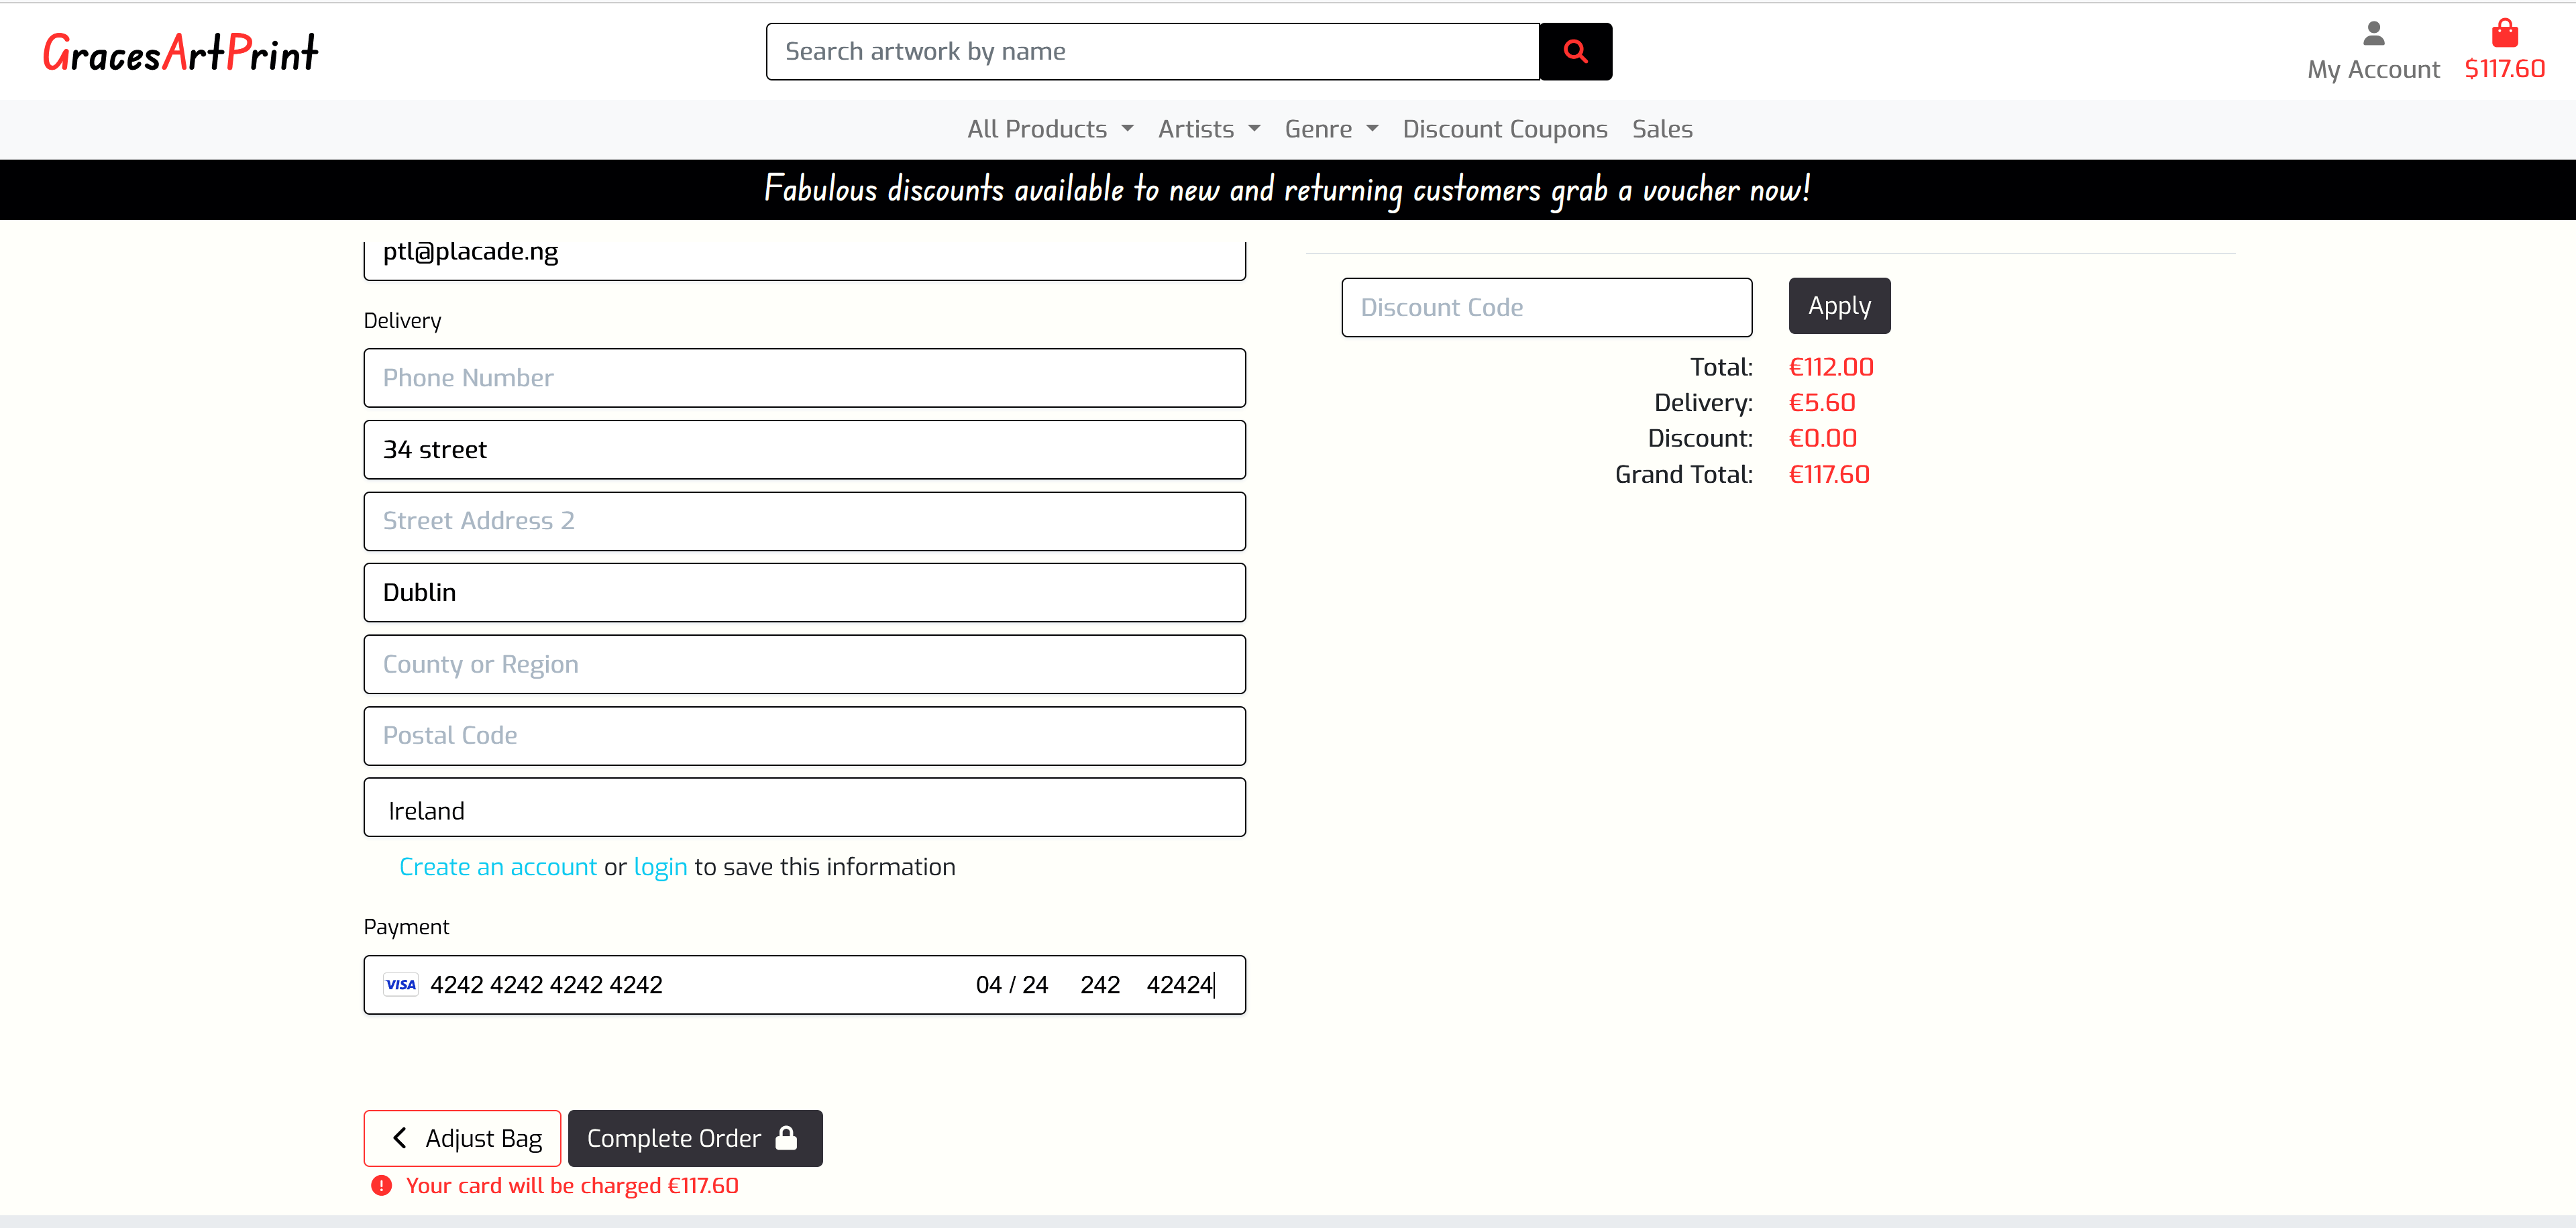 GracesArtPrint
Search artwork by name
My Account
$117.60
All Products
Artists
Genre
Discount Coupons
Sales
Fabulous discounts available to new and returning customers grab a voucher now!
ptl@placade.ng
Delivery
Phone Number
34 street
Street Address 2
Dublin
County or Region
Postal Code
Ireland
Create an account or login to save this information
Payment
VISA 4242 4242 4242 4242 04 / 24 242 42424
Adjust Bag
Complete Order
Your card will be charged €117.60
Discount Code
Apply
Total: €112.00
Delivery: €5.60
Discount: €0.00
Grand Total: €117.60